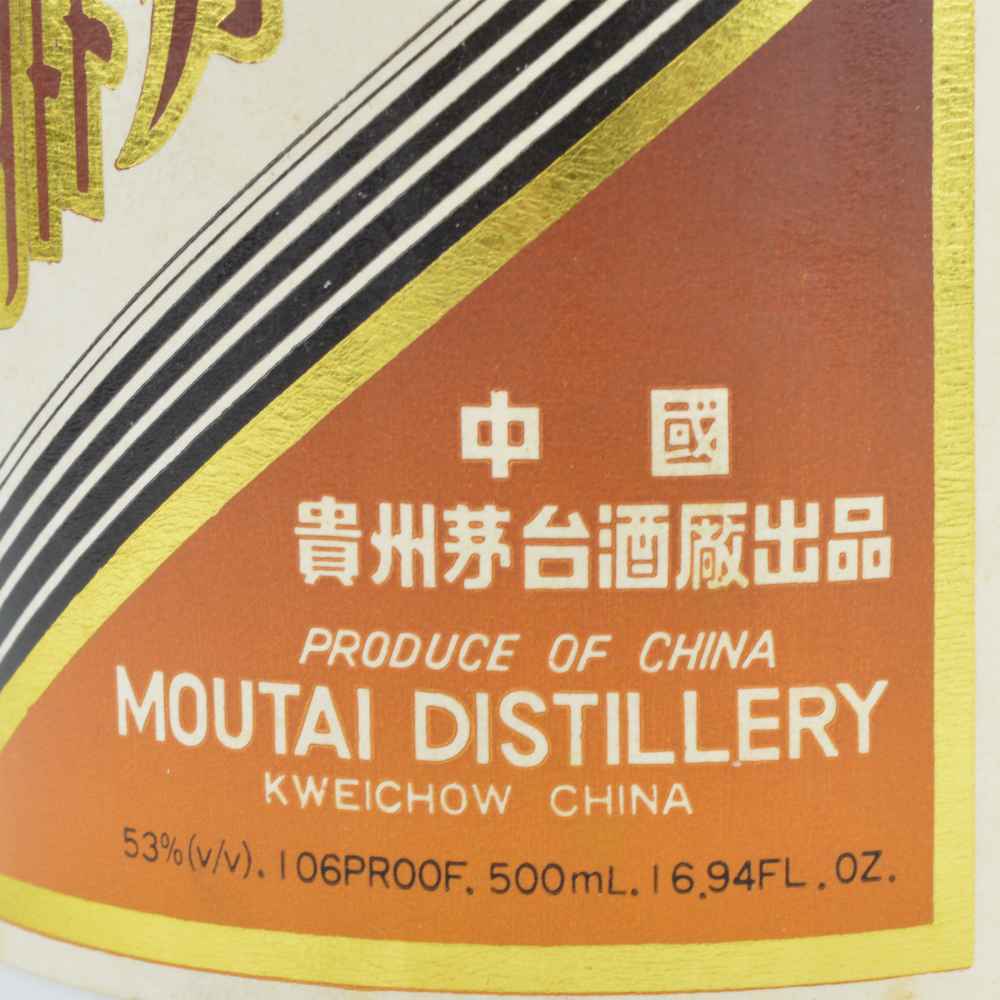 中國
貴州茅台酒廠出品
PRODUCE OF CHINA
MOUTAI DISTILLERY
KWEICHOW CHINA
53%(v/v). 106PROOF. 500mL. 16.94FL. OZ.